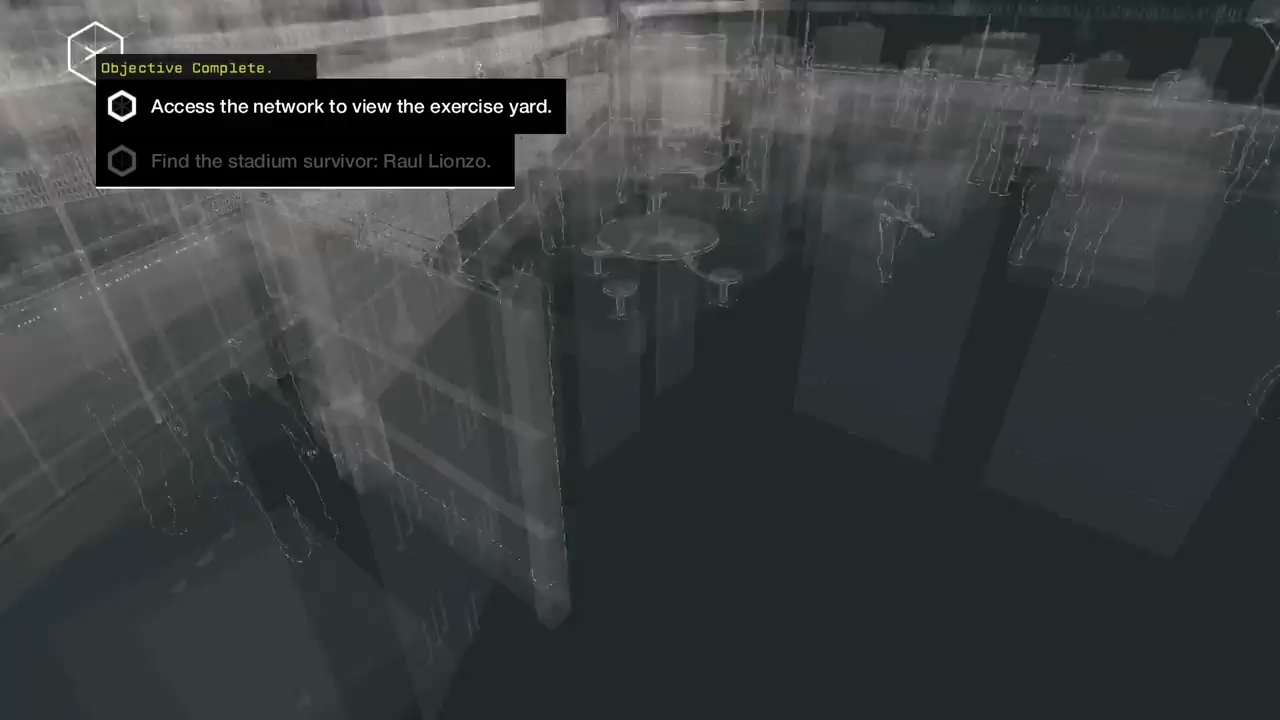 Objective Complete.
Access the network to view the exercise yard.
Find the stadium survivor: Raul Lionzo.